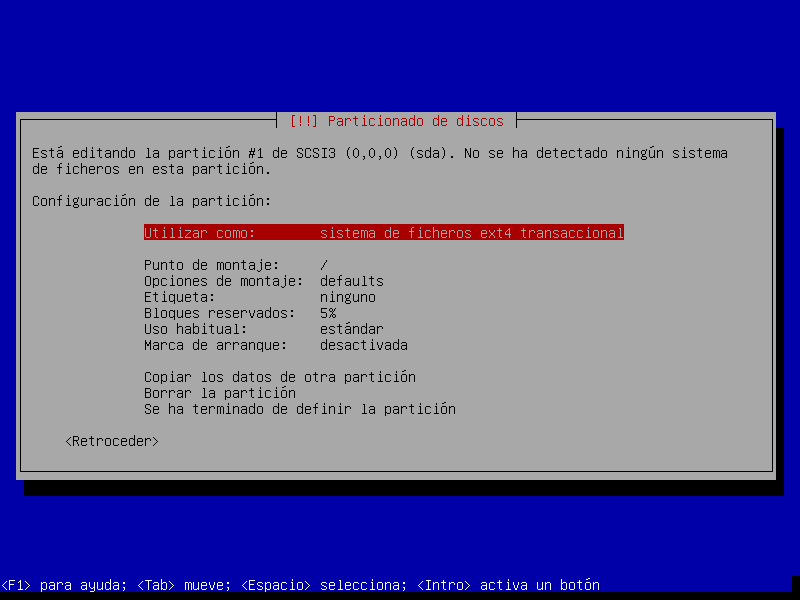 [!!] Particionado de discos
Está editando la partición #1 de SCSI3 (0,0,0) (sda). No se ha detectado ningún sistema
de ficheros en esta partición.
Configuración de la partición:
Utilizar como: sistema de ficheros ext4 transaccional
Punto de montaje: /
Opciones de montaje: defaults
Etiqueta: ninguno
Bloques reservados: 5%
Uso habitual: estándar
Marca de arranque: desactivada
Copiar los datos de otra partición
Borrar la partición
Se ha terminado de definir la partición
<Retroceder>
<F1> para ayuda; <Tab> mueve; <Espacio> selecciona; <Intro> activa un botón